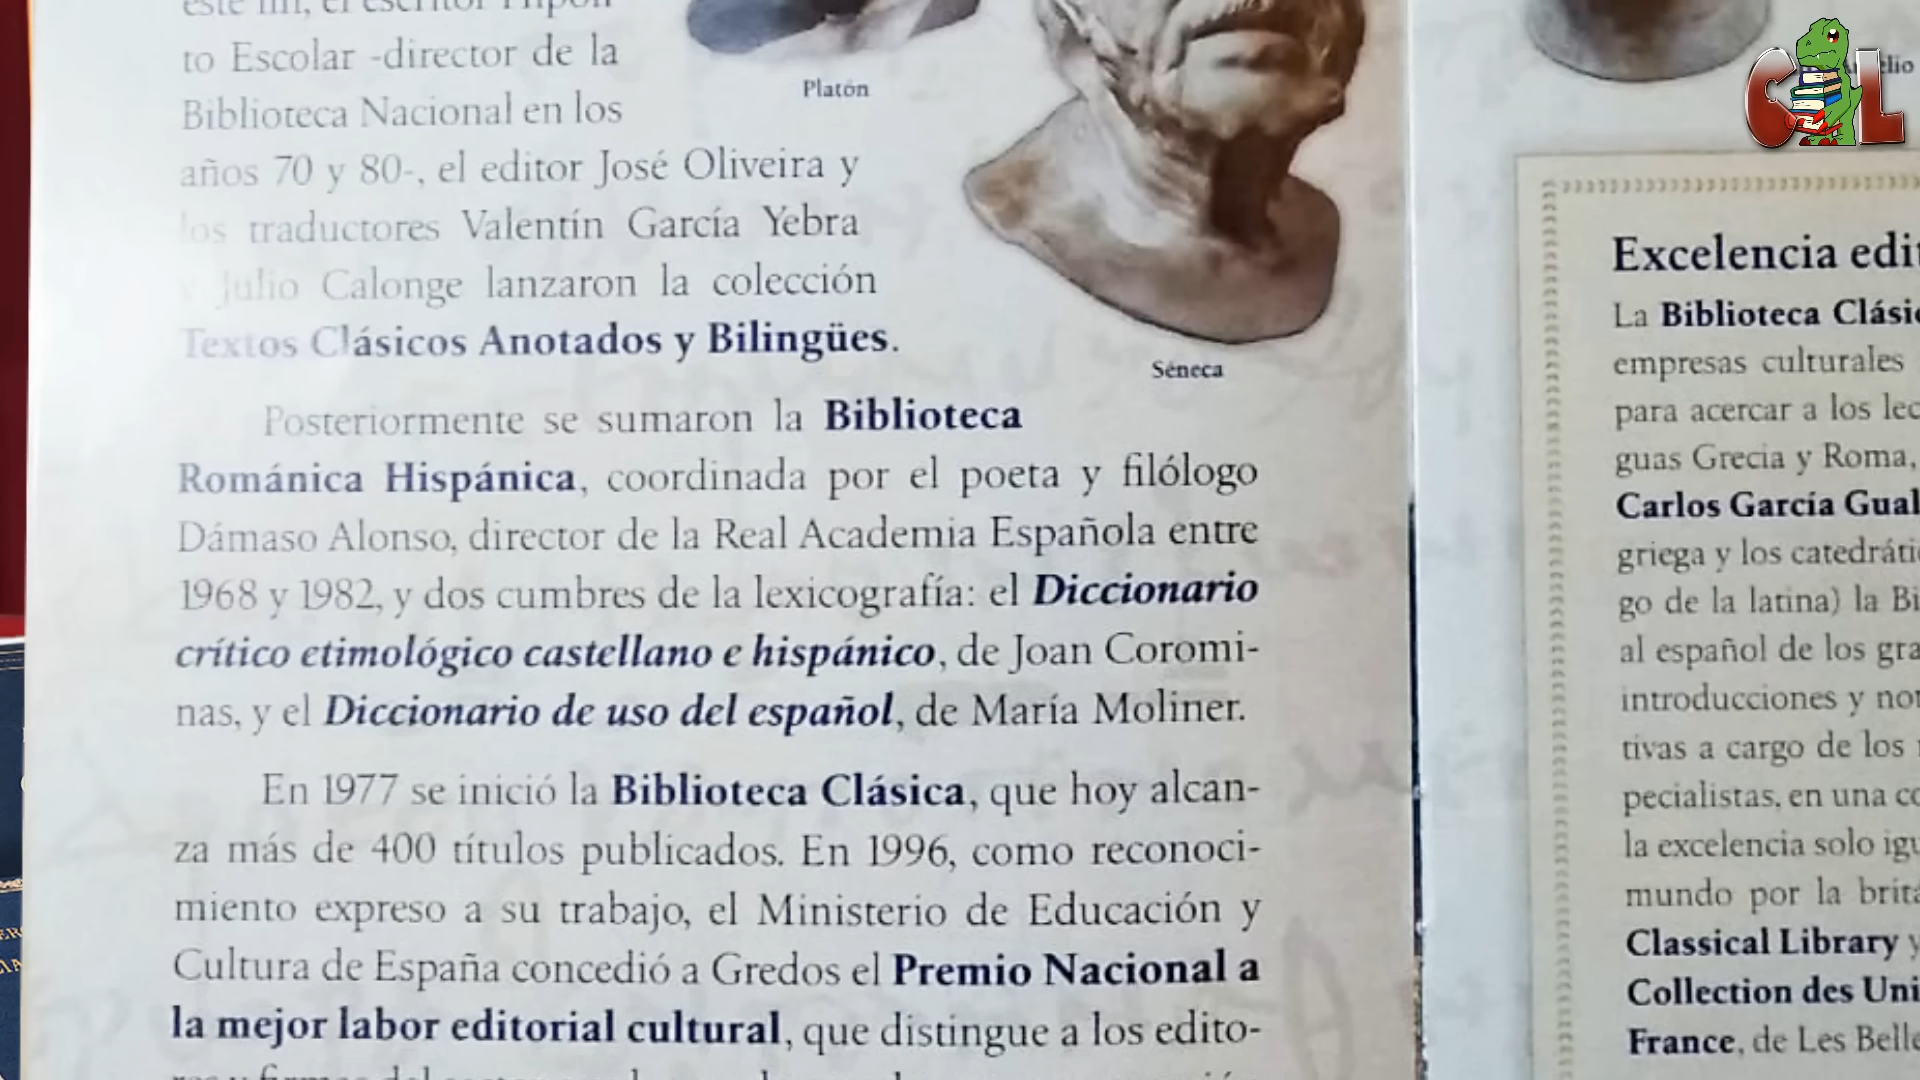 to Escolar -director de la
Biblioteca Nacional en los
años 70 y 80-, el editor José Oliveira y
los traductores Valentín García Yebra
y Julio Calonge lanzaron la colección
Textos Clásicos Anotados y Bilingües.
Platón
Séneca
Posteriormente se sumaron la Biblioteca
Románica Hispánica, coordinada por el poeta y filólogo
Dámaso Alonso, director de la Real Academia Española entre
1968 y 1982, y dos cumbres de la lexicografía: el Diccionario
crítico etimológico castellano e hispánico, de Joan Coromi-
nas, y el Diccionario de uso del español, de María Moliner.
En 1977 se inició la Biblioteca Clásica, que hoy alcan-
za más de 400 títulos publicados. En 1996, como reconoci-
miento expreso a su trabajo, el Ministerio de Educación y
Cultura de España concedió a Gredos el Premio Nacional a
la mejor labor editorial cultural, que distingue a los edito-
C L
Excelencia edit
La Biblioteca Clásic
empresas culturales
para acercar a los lec
guas Grecia y Roma,
Carlos García Gual
griega y los catedráti
go de la latina) la Bi
al español de los gra
introducciones y no
tivas a cargo de los
pecialistas, en una co
la excelencia solo igu
mundo por la britá
Classical Library y
Collection des Uni
France, de Les Belle